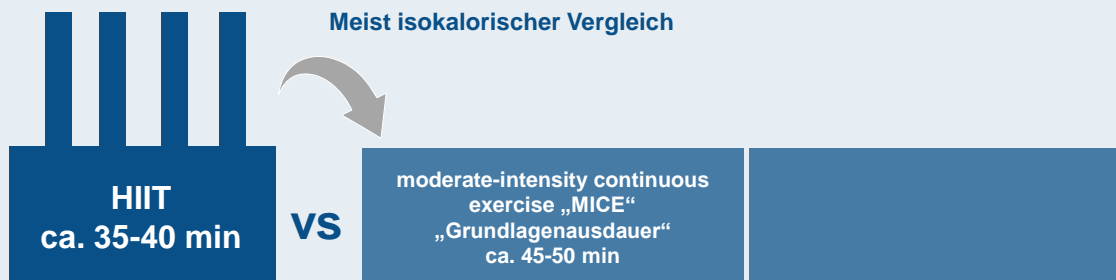 Meist isokalorischer Vergleich
HIIT
ca. 35-40 min
vs
moderate-intensity continuous
exercise „MICE“
„Grundlagenausdauer“
ca. 45-50 min